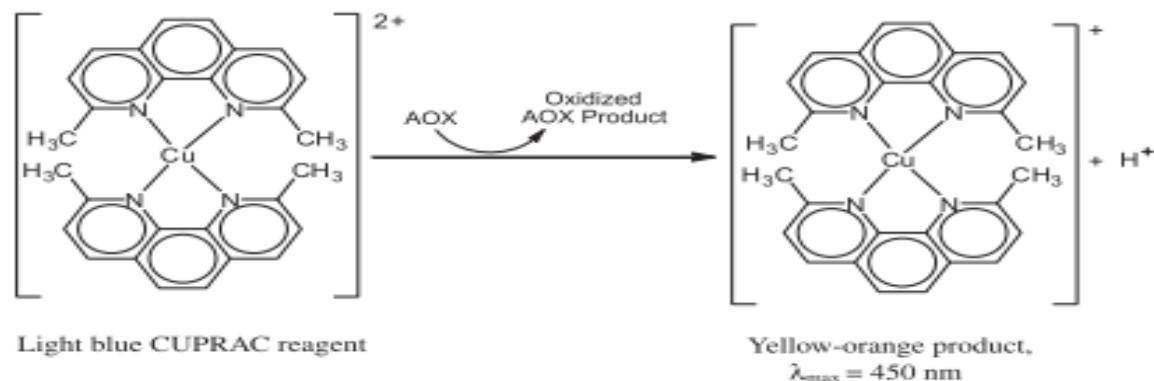 2+
N
N
H₃C
CH₃
Cu
H₃C
CH₃
N
N
AOX
Oxidized
AOX Product
+
N
N
H₃C
CH₃
Cu
+ H⁺
H₃C
CH₃
N
N
Light blue CUPRAC reagent
Yellow-orange product,
λmax = 450 nm